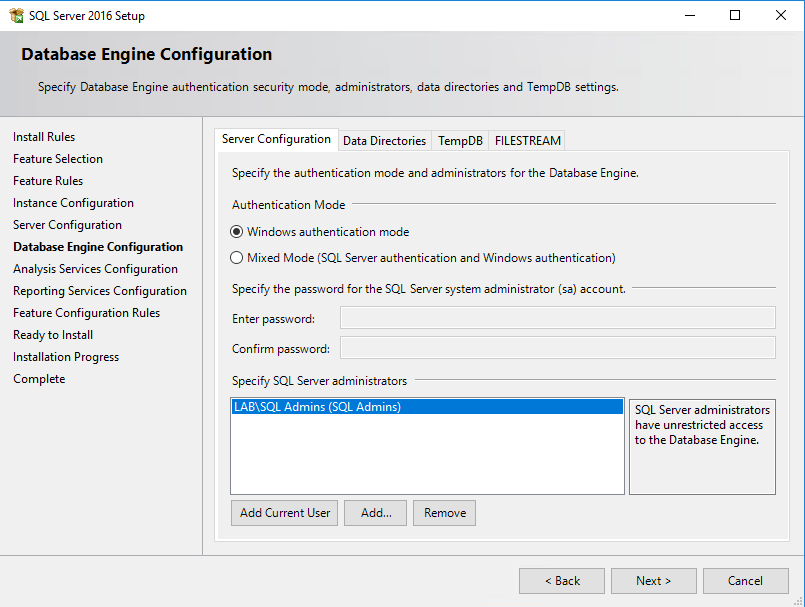 SQL Server 2016 Setup
Database Engine Configuration
Specify Database Engine authentication security mode, administrators, data directories and TempDB settings.
Install Rules
Feature Selection
Feature Rules
Instance Configuration
Server Configuration
Database Engine Configuration
Analysis Services Configuration
Reporting Services Configuration
Feature Configuration Rules
Ready to Install
Installation Progress
Complete
Server Configuration
Data Directories
TempDB
FILESTREAM
Specify the authentication mode and administrators for the Database Engine.
Authentication Mode
Windows authentication mode
Mixed Mode (SQL Server authentication and Windows authentication)
Specify the password for the SQL Server system administrator (sa) account.
Enter password:
Confirm password:
Specify SQL Server administrators
LAB\SQL Admins (SQL Admins)
SQL Server administrators
have unrestricted access
to the Database Engine.
Add Current User
Add...
Remove
< Back
Next >
Cancel